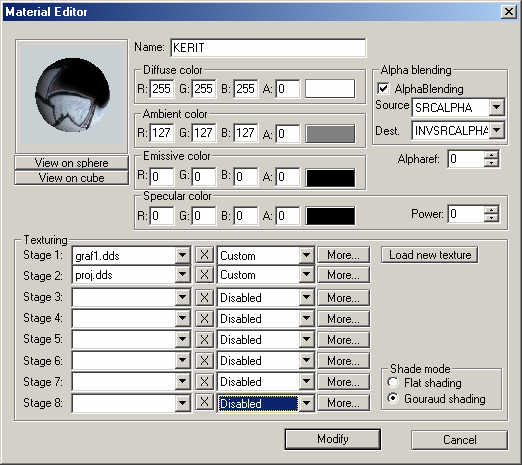 Material Editor
Name: KERIT
Diffuse color
R: 255 G: 255 B: 255 A: 0
Ambient color
R: 127 G: 127 B: 127 A: 0
Emissive color
R: 0 G: 0 B: 0 A: 0
Specular color
R: 0 G: 0 B: 0 A: 0
Alpha blending
AlphaBlending
Source SRCALPHA
Dest. INVSRCALPHA
Alpharef: 0
Power: 0
View on sphere
View on cube
Texturing
Stage 1: graf1.dds X Custom More... Load new texture
Stage 2: proj.dds X Custom More...
Stage 3: X Disabled More...
Stage 4: X Disabled More...
Stage 5: X Disabled More...
Stage 6: X Disabled More...
Stage 7: X Disabled More...
Stage 8: X Disabled More...
Shade mode
Flat shading
Gouraud shading
Modify Cancel